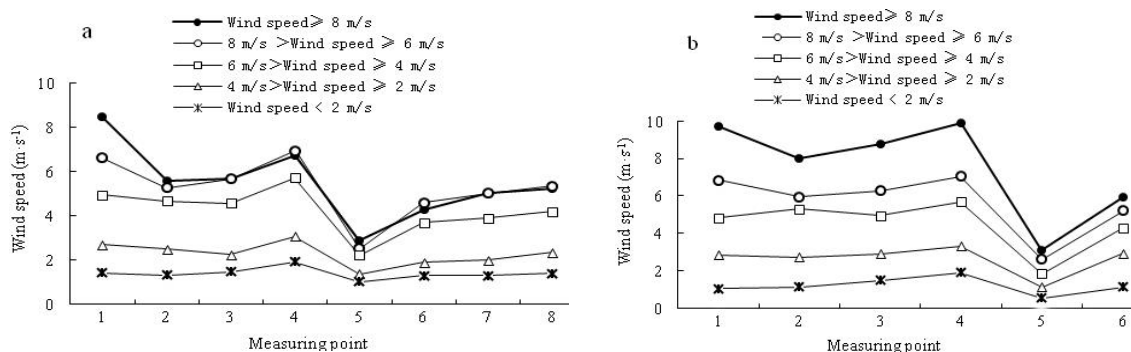 a
Wind speed⩾ 8 m/s
8 m/s >Wind speed ⩾ 6 m/s
6 m/s>Wind speed ⩾ 4 m/s
4 m/s>Wind speed ⩾ 2 m/s
Wind speed < 2 m/s
Wind speed (m·s⁻¹)
10
8
6
4
2
0
1 2 3 4 5 6 7 8
Measuring point
b
Wind speed⩾ 8 m/s
8 m/s >Wind speed ⩾ 6 m/s
6 m/s>Wind speed ⩾ 4 m/s
4 m/s>Wind speed ⩾ 2 m/s
Wind speed < 2 m/s
Wind speed (m·s⁻¹)
10
8
6
4
2
0
1 2 3 4 5 6
Measuring point